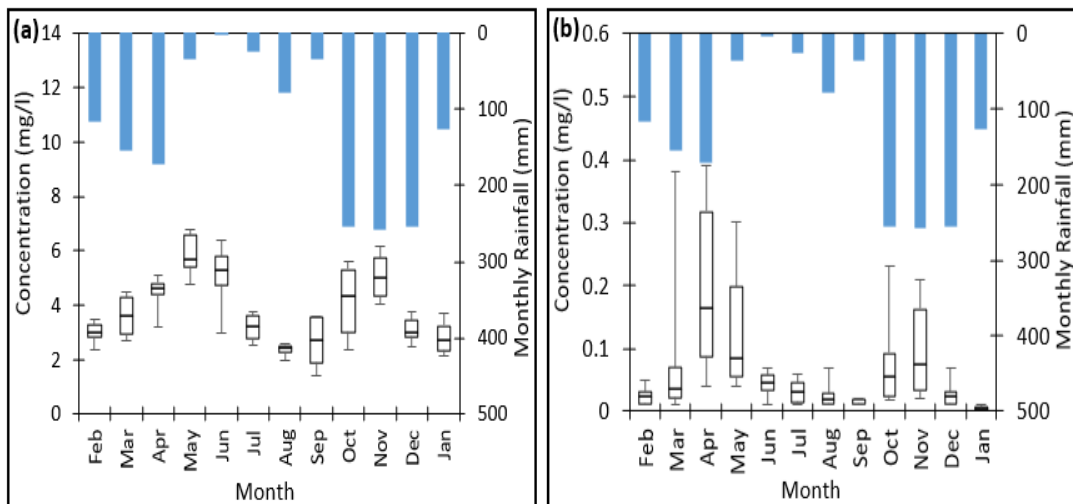 (a)
14
12
10
8
6
4
2
0
Concentration (mg/l)
0
100
200
300
400
500
Monthly Rainfall (mm)
Feb
Mar
Apr
May
Jun
Jul
Aug
Sep
Oct
Nov
Dec
Jan
Month
(b)
0.6
0.5
0.4
0.3
0.2
0.1
0
Concentration (mg/l)
0
100
200
300
400
500
Monthly Rainfall (mm)
Feb
Mar
Apr
May
Jun
Jul
Aug
Sep
Oct
Nov
Dec
Jan
Month